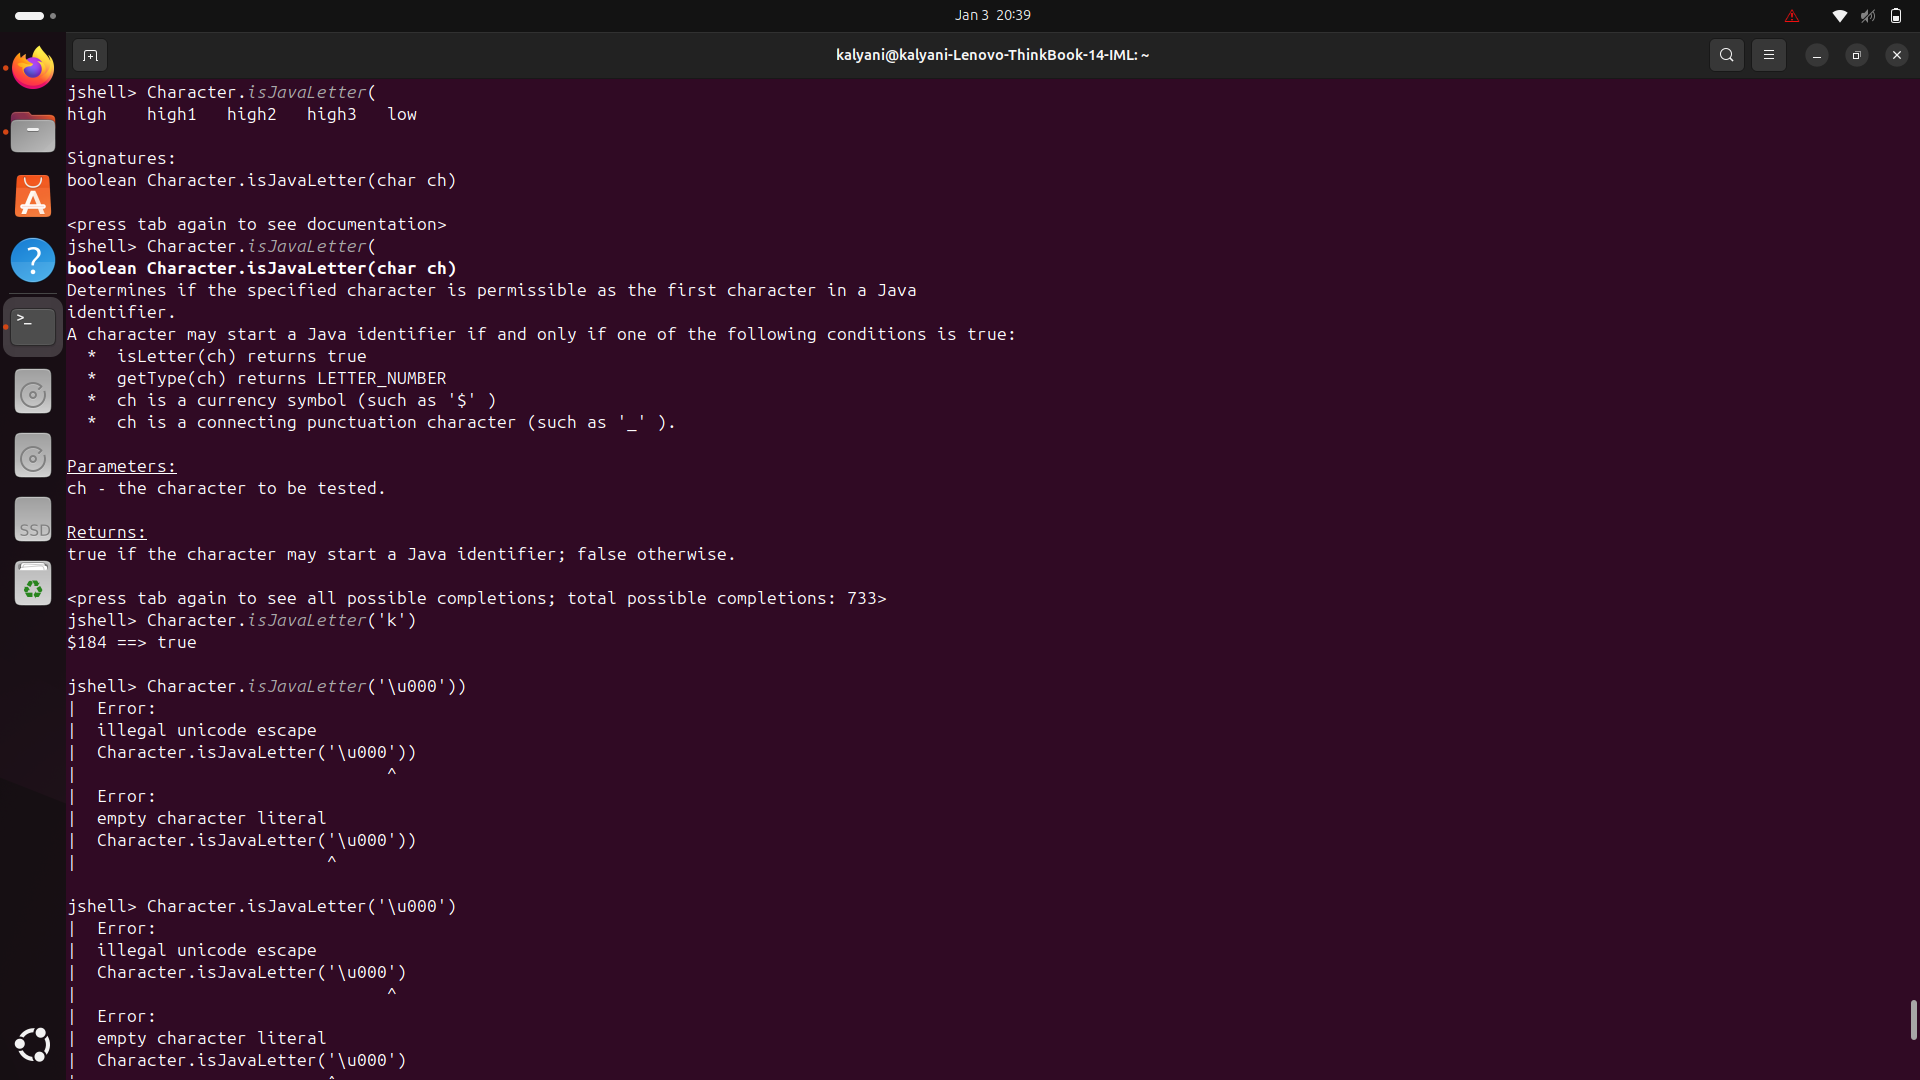 Jan 3  20:39
kalyani@kalyani-Lenovo-ThinkBook-14-IML: ~
jshell> Character.isJavaLetter(
high    high1   high2   high3   low
Signatures:
boolean Character.isJavaLetter(char ch)
<press tab again to see documentation>
jshell> Character.isJavaLetter(
boolean Character.isJavaLetter(char ch)
Determines if the specified character is permissible as the first character in a Java
identifier.
A character may start a Java identifier if and only if one of the following conditions is true:
  *  isLetter(ch) returns true
  *  getType(ch) returns LETTER_NUMBER
  *  ch is a currency symbol (such as '$' )
  *  ch is a connecting punctuation character (such as '_' ).
Parameters:
ch - the character to be tested.
Returns:
true if the character may start a Java identifier; false otherwise.
<press tab again to see all possible completions; total possible completions: 733>
jshell> Character.isJavaLetter('k')
$184 ==> true
jshell> Character.isJavaLetter('\u000'))
|  Error:
|  illegal unicode escape
|  Character.isJavaLetter('\u000'))
|                                ^
|  Error:
|  empty character literal
|  Character.isJavaLetter('\u000'))
|                          ^
jshell> Character.isJavaLetter('\u000')
|  Error:
|  illegal unicode escape
|  Character.isJavaLetter('\u000')
|                                ^
|  Error:
|  empty character literal
|  Character.isJavaLetter('\u000')
SSD